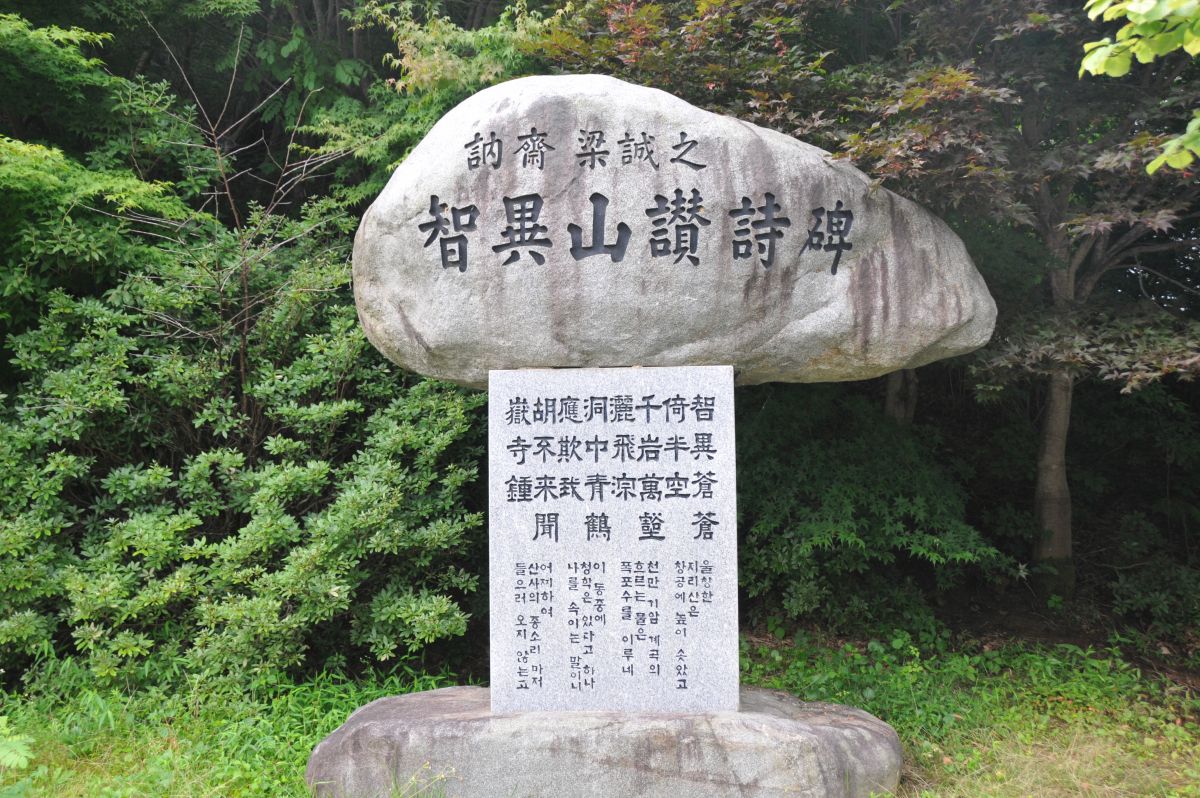 訥齋 梁誠之
智異山讚詩碑
智異蒼蒼
倚半空
千岩萬壑
麗飛淙
洞中青鶴
應欺我
胡不来聞
嶽寺鍾
울창한
지리산은
창공에 높이 솟았고
천만 기암 계곡의
흐르는 물은
폭포수를 이루네
이 동중에
청학은 있다고 하나
나를 속이는 말이니
어찌하여
산사의 종소리 마저
들으러 오지 않는고